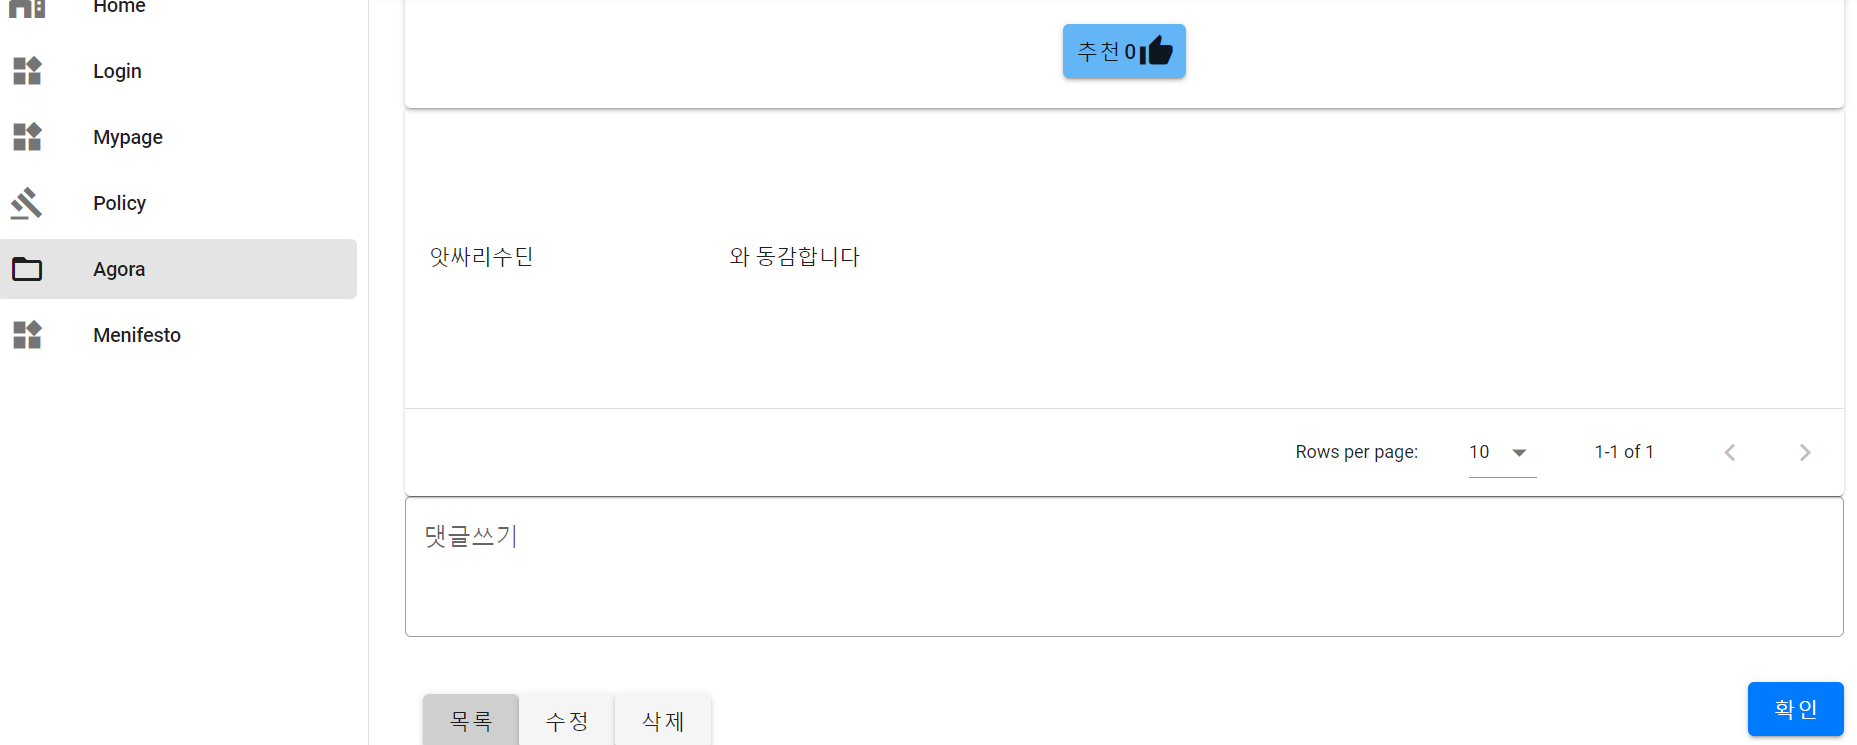 Home
Login
Mypage
Policy
Agora
Menifesto
추천 0
앗싸리수딘 와 동감합니다
Rows per page: 10 1-1 of 1
댓글쓰기
목록 수정 삭제 확인